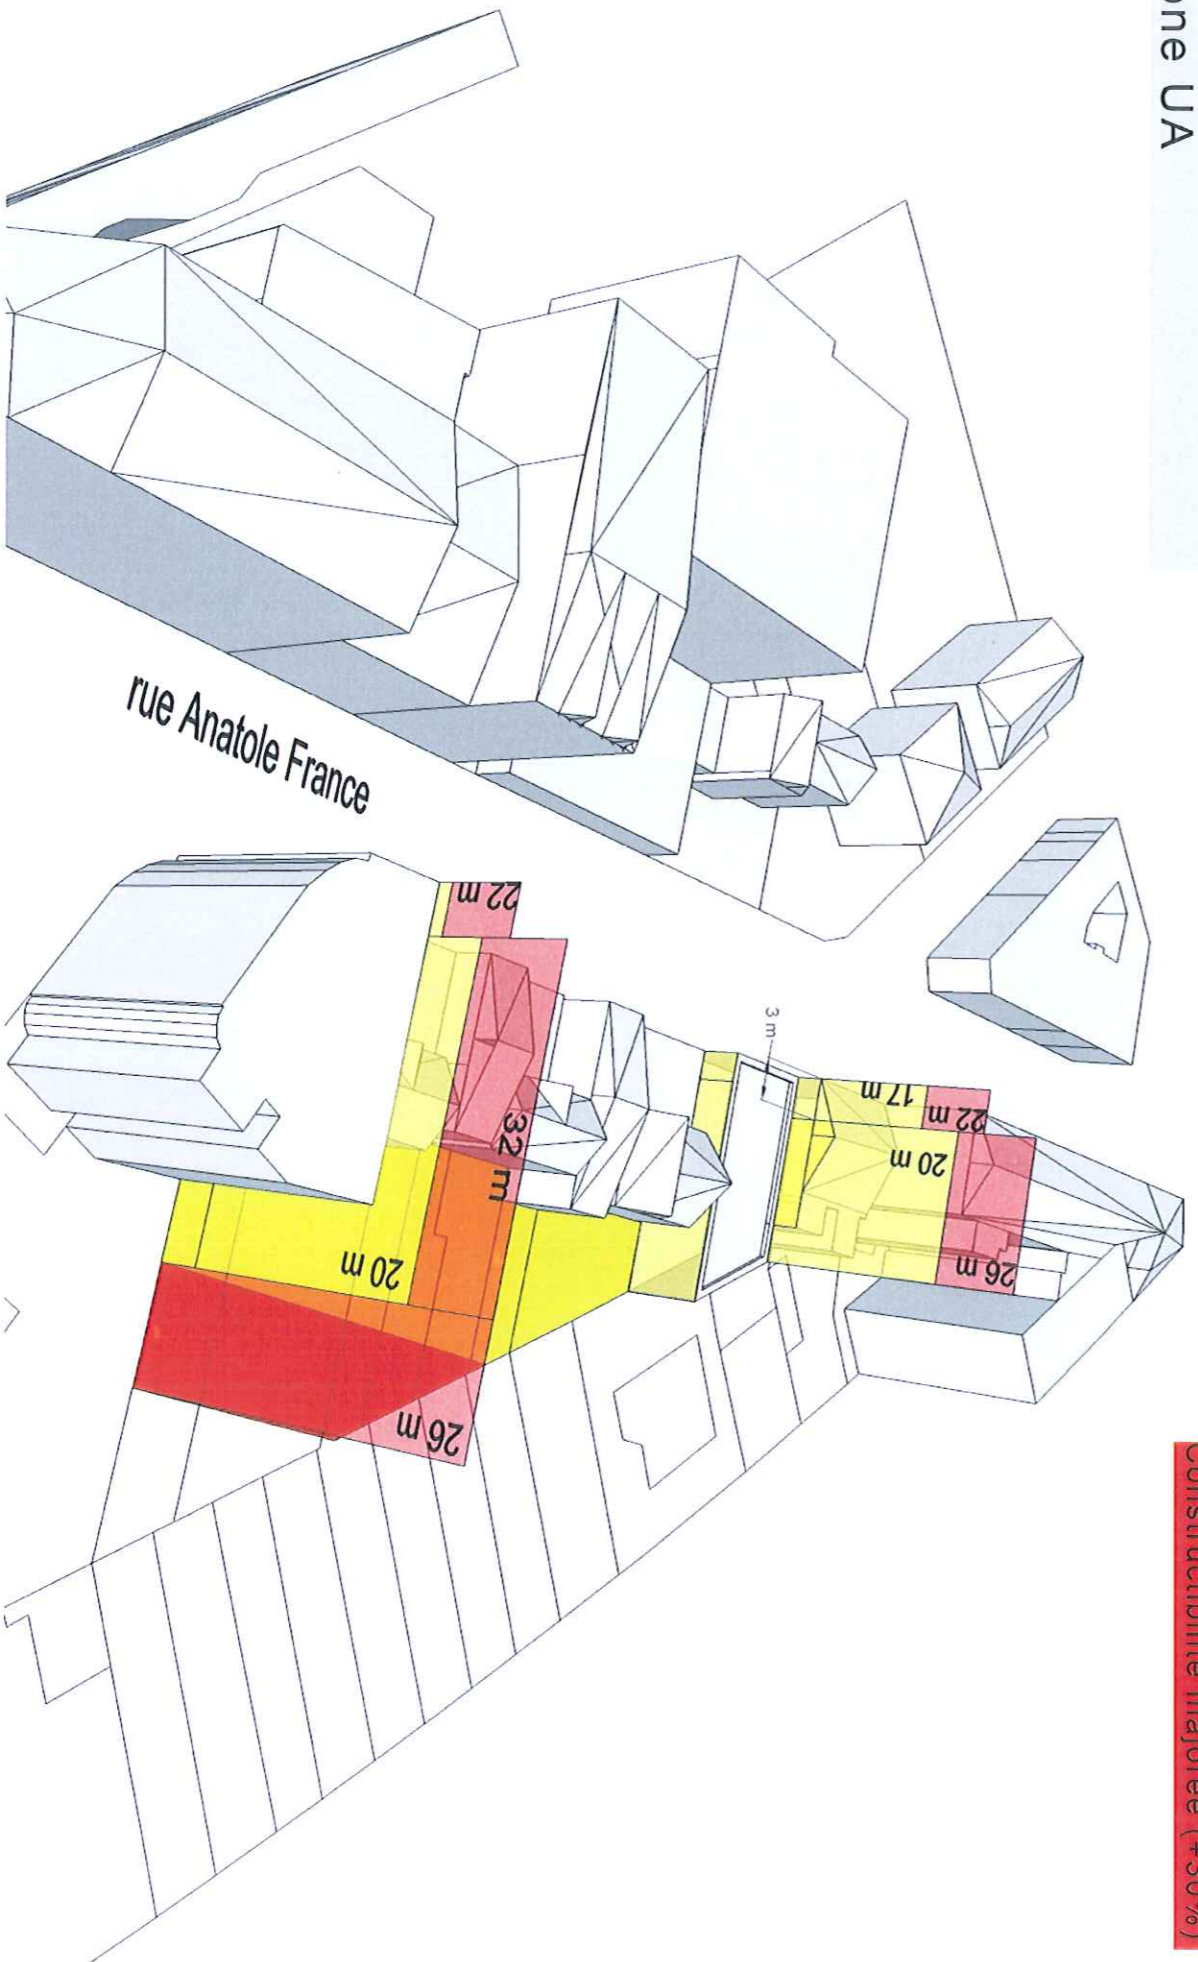 one UA
Constructibilité majorée (+30%)
rue Anatole France
22 m
32 m
20 m
26 m
3 m
17 m
22 m
20 m
26 m